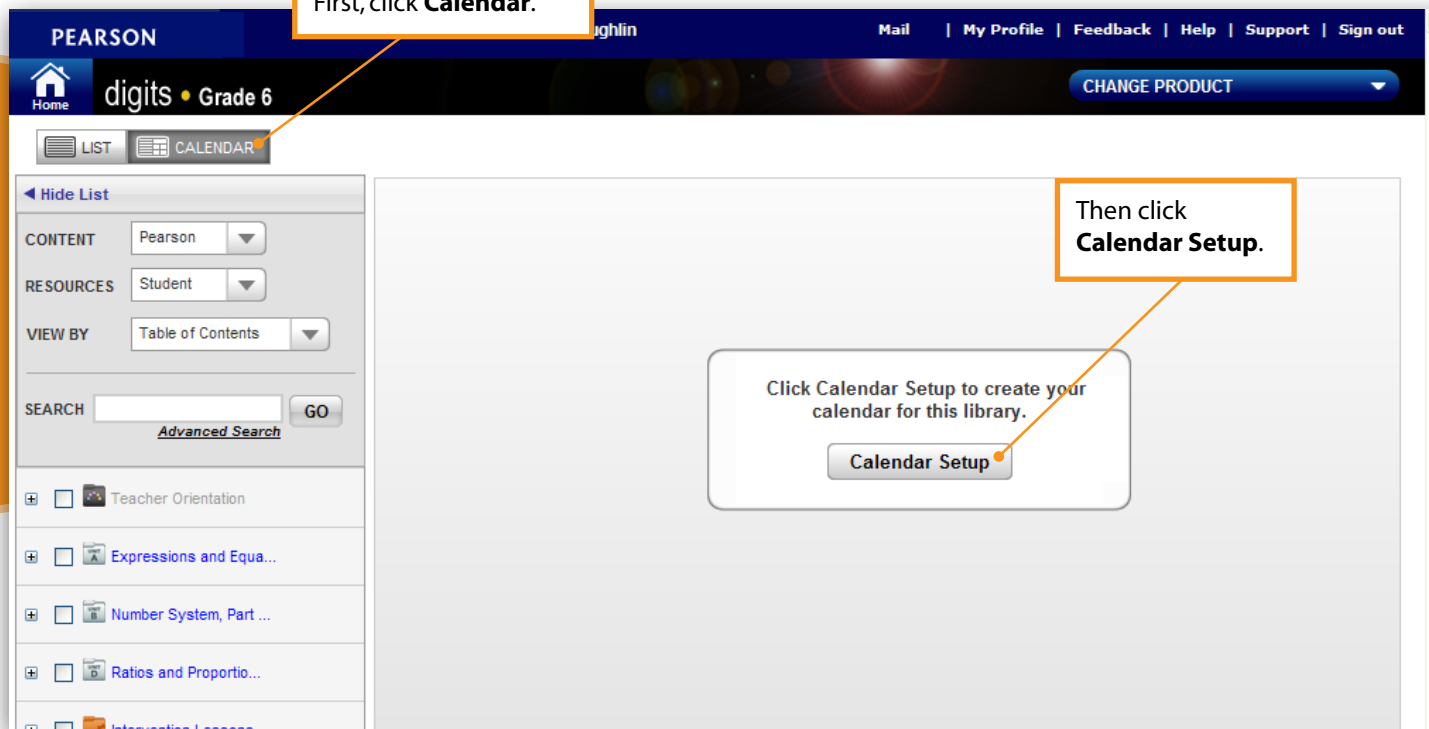 First, click Calendar.
PEARSON
Mail | My Profile | Feedback | Help | Support | Sign out
Home
digits • Grade 6
CHANGE PRODUCT
LIST
CALENDAR
Hide List
CONTENT Pearson
RESOURCES Student
VIEW BY Table of Contents
SEARCH GO
Advanced Search
Teacher Orientation
UNIT A Expressions and Equa...
UNIT B Number System, Part ...
UNIT D Ratios and Proportio...
Then click
Calendar Setup.
Click Calendar Setup to create your
calendar for this library.
Calendar Setup